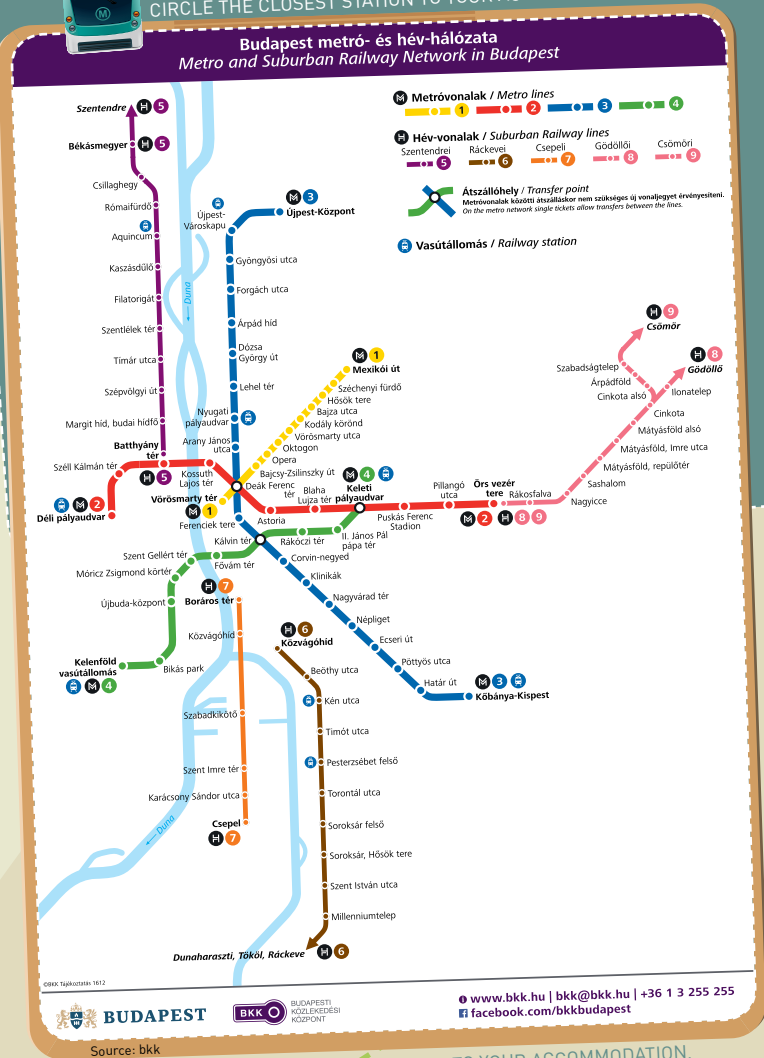 CIRCLE THE CLOSEST STATION TO YOUR
Budapest metró- és hév-hálózata
Metro and Suburban Railway Network in Budapest
Metróvonalak / Metro lines
1 2 3 4
Hév-vonalak / Suburban Railway lines
Szentendrei 5
Ráckevei 6
Csepeli 7
Gödöllői 8
Csömöri 9
Átszállóhely / Transfer point
Metróvonalak közötti átszálláskor nem szükséges új vonaljegyet érvényesíteni.
On the metro network single tickets allow transfers between the lines.
Vasútállomás / Railway station
Szentendre H 5
Békásmegyer H 5
Csillaghegy
Rómaifürdő
Aquincum
Kaszásdűlő
Filatorigát
Szentlélek tér
Tímár utca
Szépvölgyi út
Margit híd, budai hídfő
Batthyány
tér
H 5
Duna
M 3
Újpest-Központ
Újpest-
Városkapu
Gyöngyösi utca
Forgách utca
Árpád híd
Dózsa
György út
Lehel tér
Nyugati
pályaudvar
Arany János
utca
M 1
Mexikói út
Széchenyi fürdő
Hősök tere
Bajza utca
Kodály körönd
Vörösmarty utca
Oktogon
Opera
Bajcsy-Zsilinszky út
Deák Ferenc
tér
Vörösmarty tér
M 1
Ferenciek tere
Széll Kálmán tér
M 2
Déli pályaudvar
Kossuth
Lajos tér
Astoria
Blaha
Lujza tér
M 4
Keleti
pályaudvar
Puskás Ferenc
Stadion
Pillangó
utca
Örs vezér
tere
M 2 H 8 9
Rákosfalva
Nagyicce
Sashalom
Mátyásföld, repülőtér
Mátyásföld, Imre utca
Mátyásföld alsó
Cinkota
Cinkota alsó
Árpádföld
Szabadságtelep
Ilonatelep
H 9
Csömör
H 8
Gödöllő
Kálvin tér
Rákóczi tér
II. János Pál
pápa tér
Fővám tér
Szent Gellért tér
Móricz Zsigmond körtér
Újbuda-központ
Bikás park
Kelenföld
vasútállomás
M 4
Corvin-negyed
Klinikák
Nagyvárad tér
Népliget
Ecseri út
Pöttyös utca
Határ út
M 3
Kőbánya-Kispest
H 7
Boráros tér
Közvágóhíd
Szabadkikötő
Szent Imre tér
Karácsony Sándor utca
Csepel
H 7
Duna
H 6
Közvágóhíd
Beöthy utca
Kén utca
Timót utca
Pesterzsébet felső
Torontál utca
Soroksár felső
Soroksár, Hősök tere
Szent István utca
Millenniumtelep
Dunaharaszti, Tököl, Ráckeve H 6
©BKK Tájékoztatás 1612
BUDAPEST
BKK
BUDAPESTI
KÖZLEKEDÉSI
KÖZPONT
www.bkk.hu | bkk@bkk.hu | +36 1 3 255 255
facebook.com/bkkbudapest
Source: bkk
TO YOUR ACCOMMODATION.